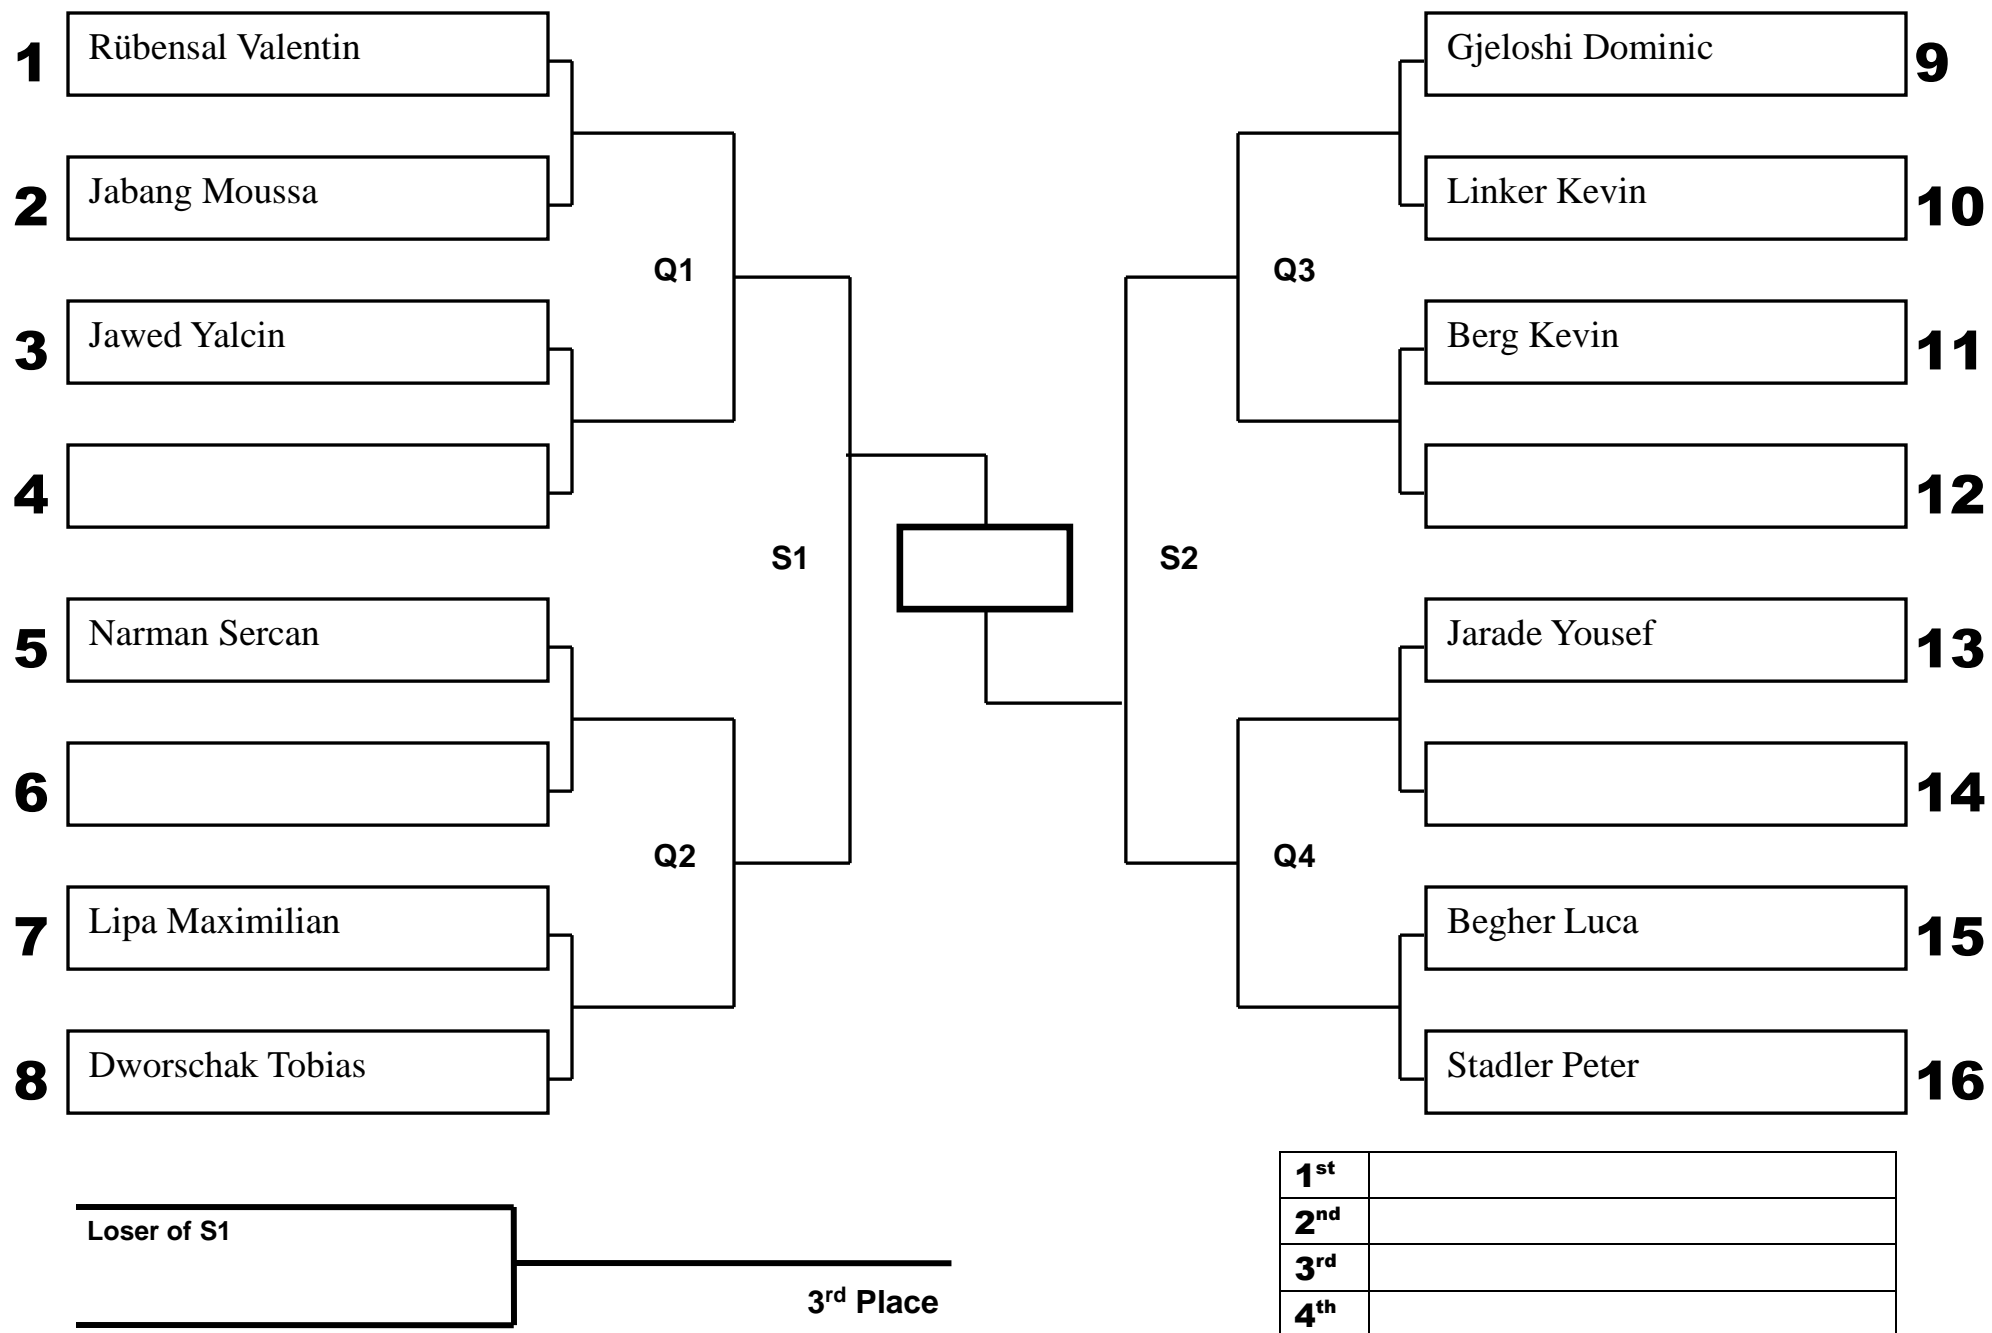 1 Rübensal Valentin
2 Jabang Moussa
Q1
3 Jawed Yalcin
4
S1
5 Narman Sercan
6
Q2
7 Lipa Maximilian
8 Dworschak Tobias
Gjeloshi Dominic 9
Linker Kevin 10
Q3
Berg Kevin 11
12
S2
Jarade Yousef 13
14
Q4
Begher Luca 15
Stadler Peter 16
Loser of S1
3rd Place
1st
2nd
3rd
4th